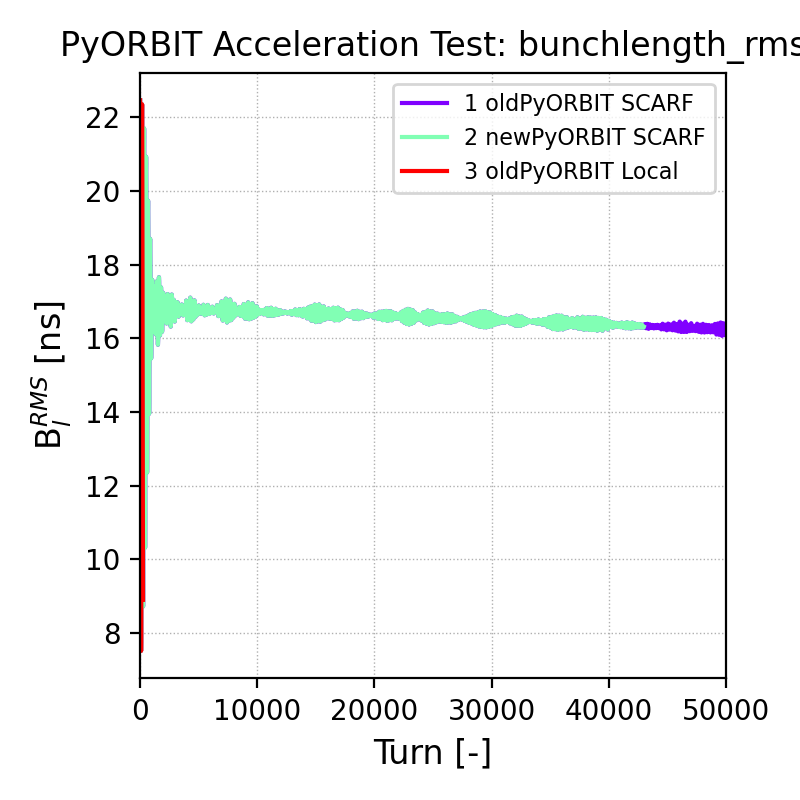 PyORBIT Acceleration Test: bunchlength_rms
1 oldPyORBIT SCARF
2 newPyORBIT SCARF
3 oldPyORBIT Local
B_l^{RMS} [ns]
22
20
18
16
14
12
10
8
0 10000 20000 30000 40000 50000
Turn [-]